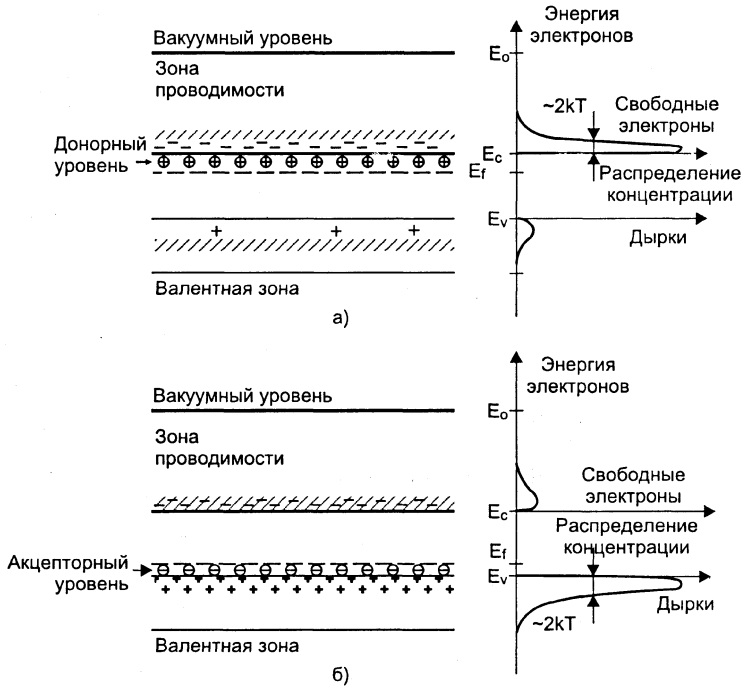 Энергия
электронов
Вакуумный уровень
E₀
Зона
проводимости
~2kT
Свободные
электроны
Донорный
уровень
Ec
Ef
Распределение
концентрации
Ev
Дырки
Валентная зона
а)
Энергия
электронов
Вакуумный уровень
E₀
Зона
проводимости
Свободные
электроны
Ec
Распределение
концентрации
Ef
Акцепторный
уровень
Ev
Дырки
~2kT
Валентная зона
б)